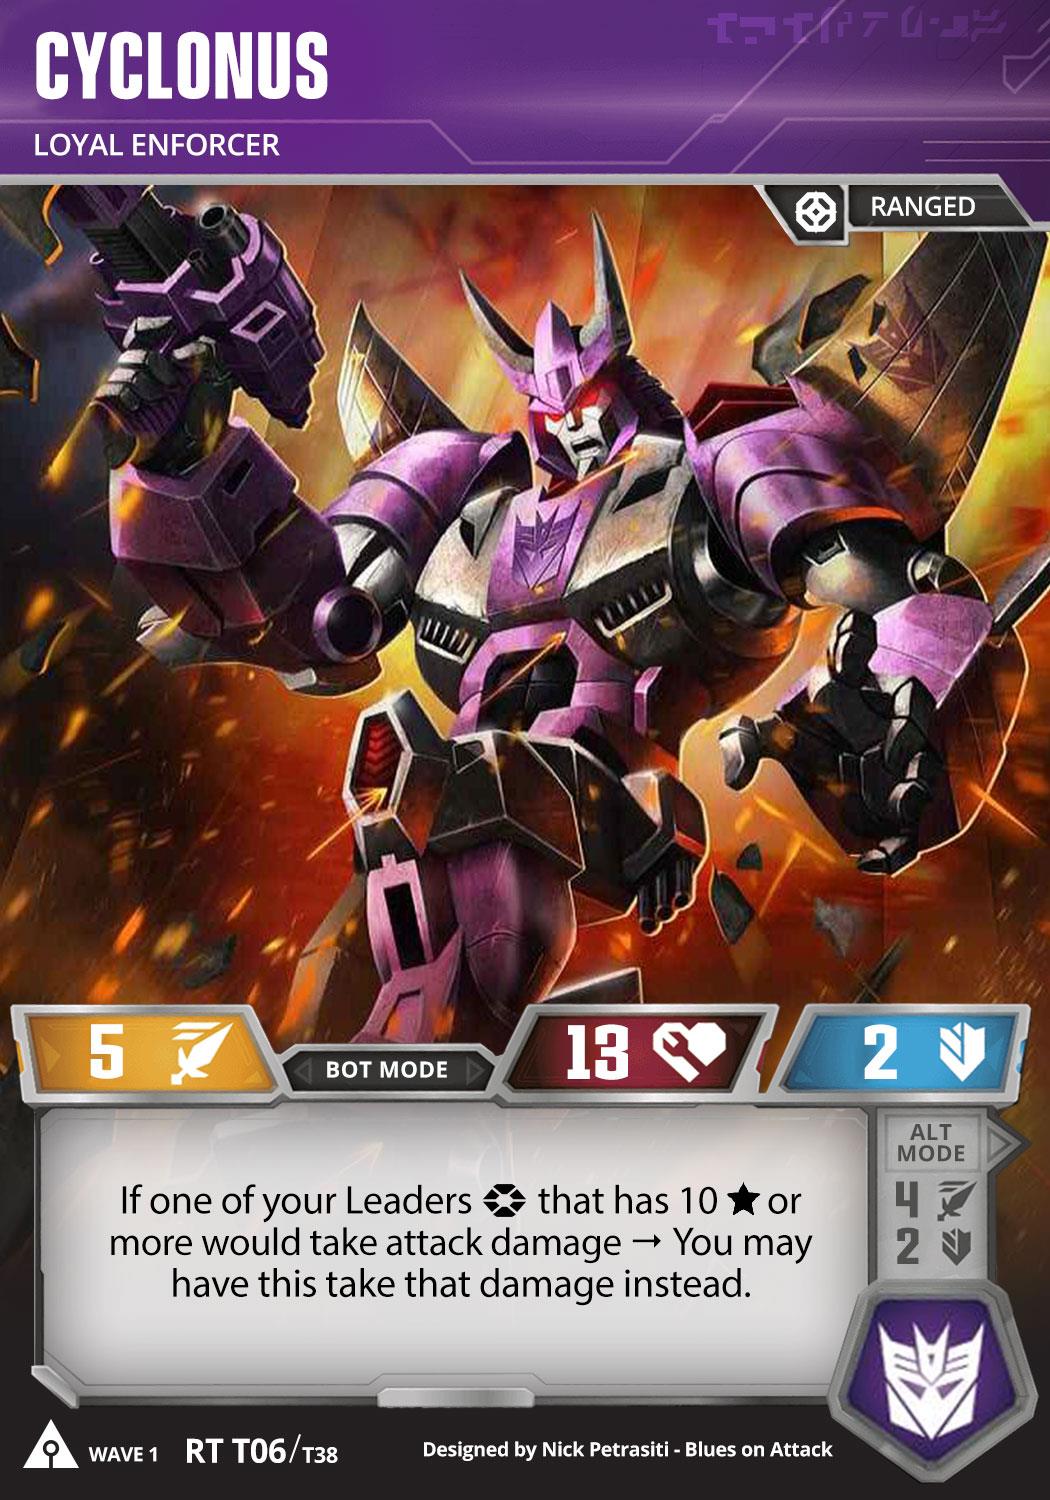 CYCLONUS
LOYAL ENFORCER
RANGED
5
BOT MODE
13
2
ALT
MODE
4
2
If one of your Leaders that has 10 ★ or
more would take attack damage → You may
have this take that damage instead.
WAVE 1 RT T06/T38
Designed by Nick Petrasiti - Blues on Attack